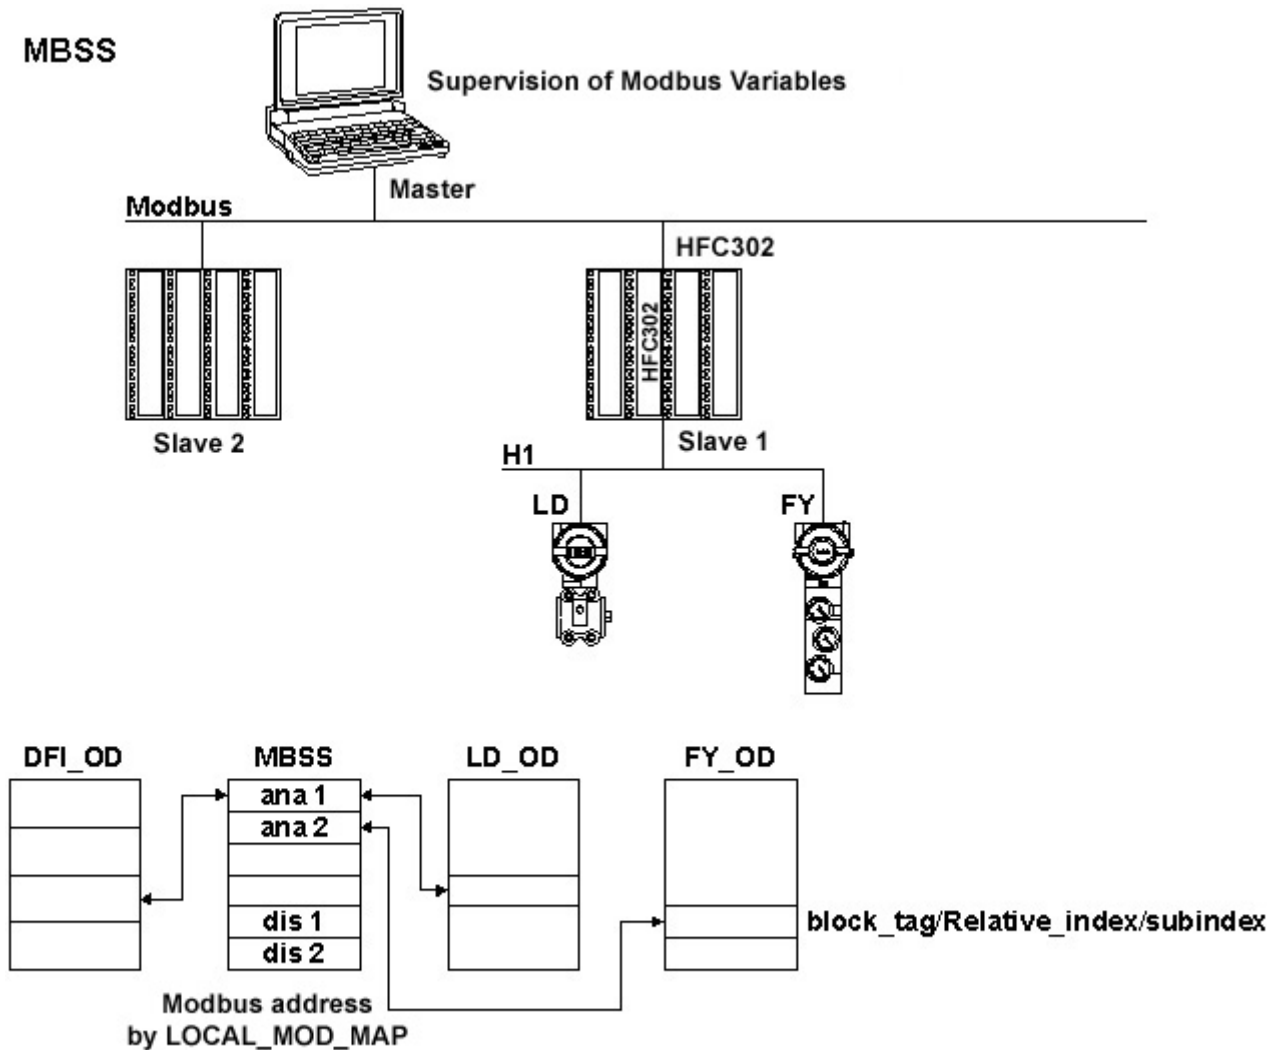 MBSS
Supervision of Modbus Variables
Master
Modbus
HFC302
HFC302
Slave 2
Slave 1
H1
LD
FY
DFI_OD
MBSS
LD_OD
FY_OD
ana 1
ana 2
dis 1
dis 2
block_tag/Relative_index/subindex
Modbus address
by LOCAL_MOD_MAP